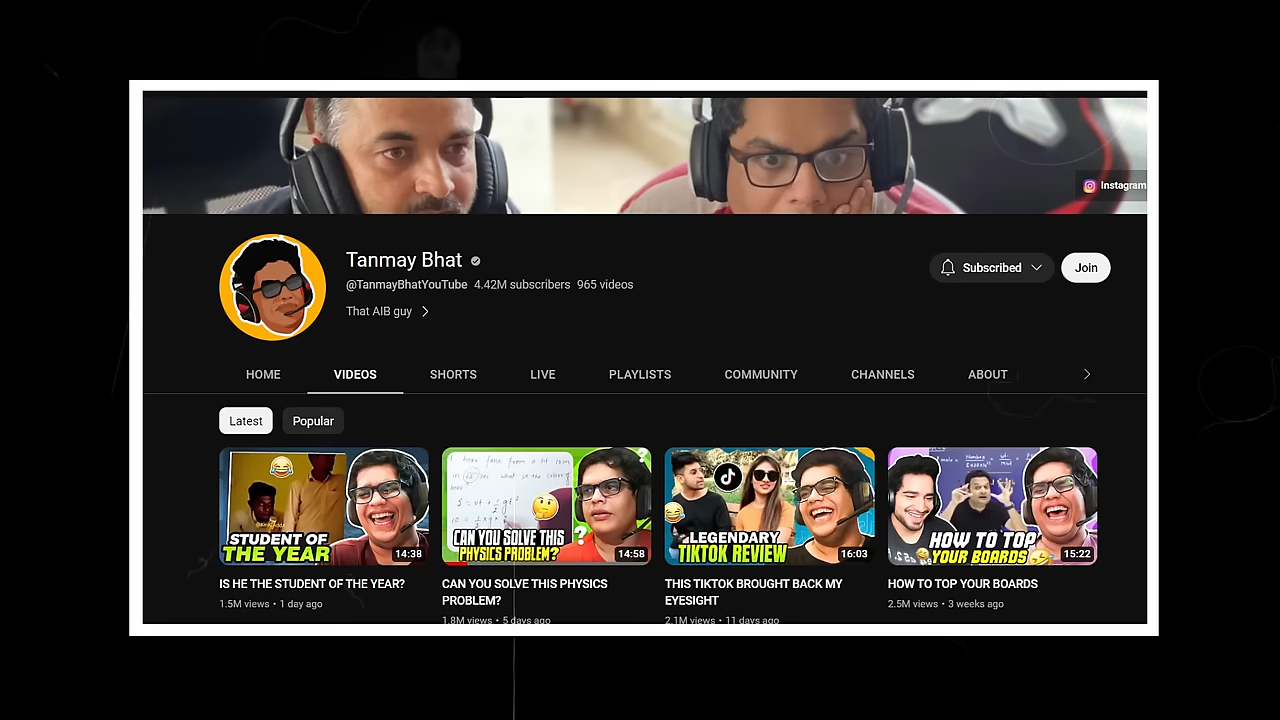 Instagram
Tanmay Bhat
@TanmayBhatYouTube 4.42M subscribers 965 videos
That AIB guy
Subscribed
Join
HOME VIDEOS SHORTS LIVE PLAYLISTS COMMUNITY CHANNELS ABOUT
Latest Popular
STUDENT OF
THE YEAR
14:38
CAN YOU SOLVE THIS
PHYSICS PROBLEM?
14:58
LEGENDARY
TIKTOK REVIEW
16:03
HOW TO TOP
YOUR BOARDS
15:22
IS HE THE STUDENT OF THE YEAR?
1.5M views • 1 day ago
CAN YOU SOLVE THIS PHYSICS
PROBLEM?
1.8M views • 5 days ago
THIS TIKTOK BROUGHT BACK MY
EYESIGHT
2.1M views • 11 days ago
HOW TO TOP YOUR BOARDS
2.5M views • 3 weeks ago